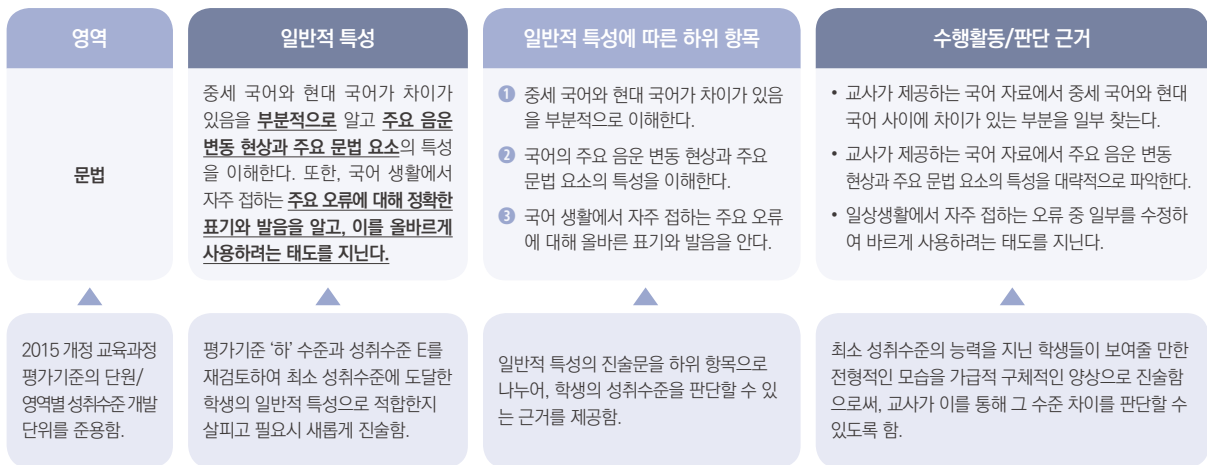 영역
문법
2015 개정 교육과정
평가기준의 단원/
영역별 성취수준 개발
단위를 준용함.
일반적 특성
중세 국어와 현대 국어가 차이가
있음을 부분적으로 알고 주요 음운
변동 현상과 주요 문법 요소의 특성
을 이해한다. 또한, 국어 생활에서
자주 접하는 주요 오류에 대해 정확한
표기와 발음을 알고, 이를 올바르게
사용하려는 태도를 지닌다.
평가기준 ‘하’ 수준과 성취수준 E를
재검토하여 최소 성취수준에 도달한
학생의 일반적 특성으로 적합한지
살피고 필요시 새롭게 진술함.
일반적 특성에 따른 하위 항목
❶ 중세 국어와 현대 국어가 차이가 있음
을 부분적으로 이해한다.
❷ 국어의 주요 음운 변동 현상과 주요
문법 요소의 특성을 이해한다.
❸ 국어 생활에서 자주 접하는 주요 오류
에 대해 올바른 표기와 발음을 안다.
일반적 특성의 진술문을 하위 항목으로
나누어, 학생의 성취수준을 판단할 수 있
는 근거를 제공함.
수행활동/판단 근거
• 교사가 제공하는 국어 자료에서 중세 국어와 현대
국어 사이에 차이가 있는 부분을 일부 찾는다.
• 교사가 제공하는 국어 자료에서 주요 음운 변동
현상과 주요 문법 요소의 특성을 대략적으로 파악한다.
• 일상생활에서 자주 접하는 오류 중 일부를 수정하
여 바르게 사용하려는 태도를 지닌다.
최소 성취수준의 능력을 지닌 학생들이 보여줄 만한
전형적인 모습을 가급적 구체적인 양상으로 진술함
으로써, 교사가 이를 통해 그 수준 차이를 판단할 수
있도록 함.